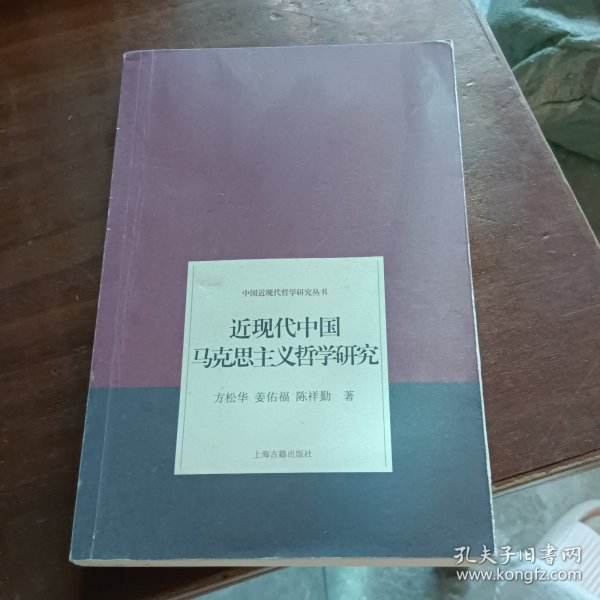 中国近现代哲学研究丛书
近现代中国
马克思主义哲学研究
方松华 姜佑福 陈祥勤 著
上海古籍出版社
孔夫子旧书网
www.kongfz.com